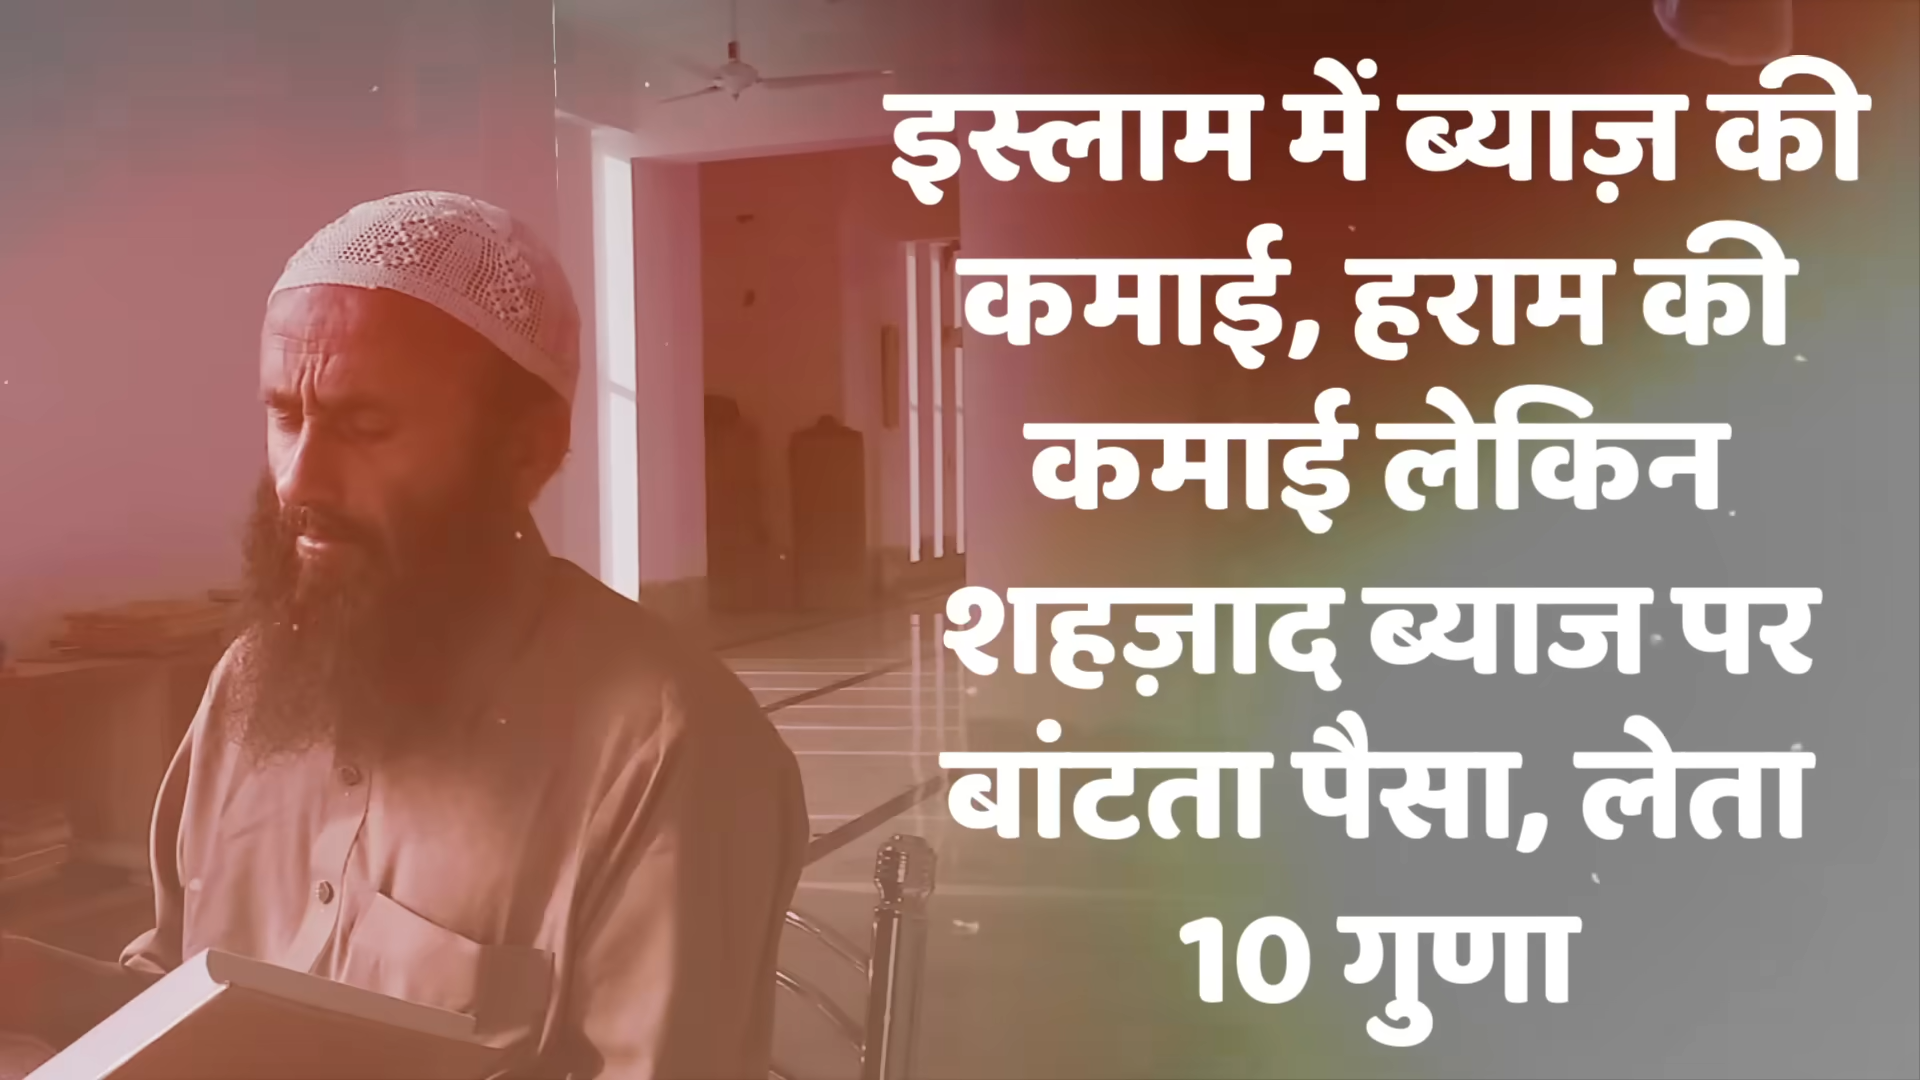 इस्लाम में ब्याज़ की
कमाई, हराम की
कमाई लेकिन
शहज़ाद ब्याज पर
बांटता पैसा, लेता
10 गुणा